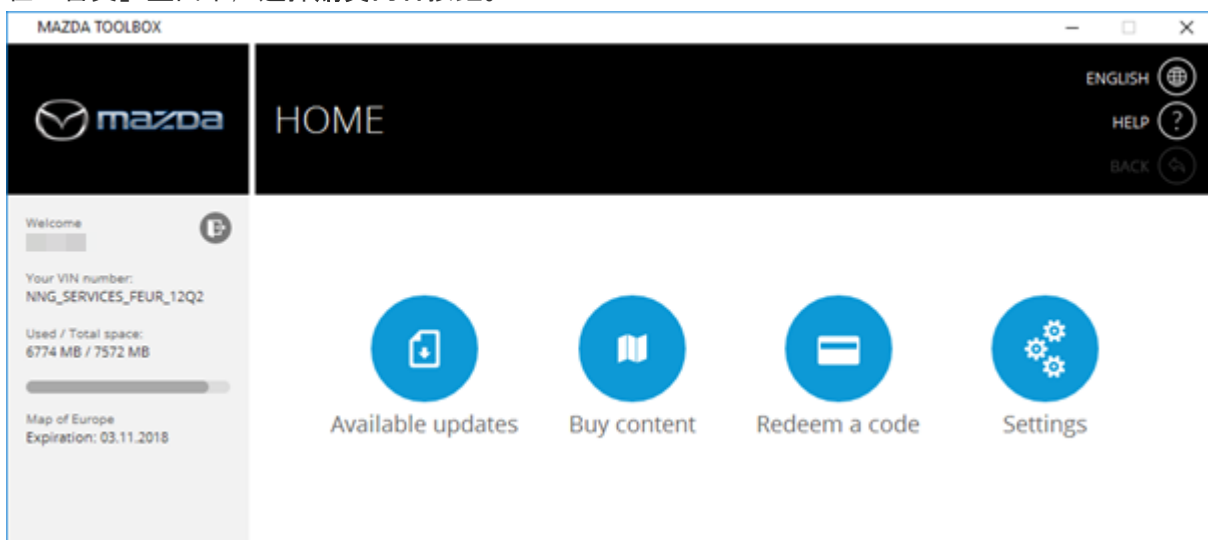 MAZDA TOOLBOX
mazda
HOME
ENGLISH
HELP
BACK
Welcome
Your VIN number:
NNG_SERVICES_FEUR_12Q2
Used / Total space:
6774 MB / 7572 MB
Map of Europe
Expiration: 03.11.2018
Available updates
Buy content
Redeem a code
Settings